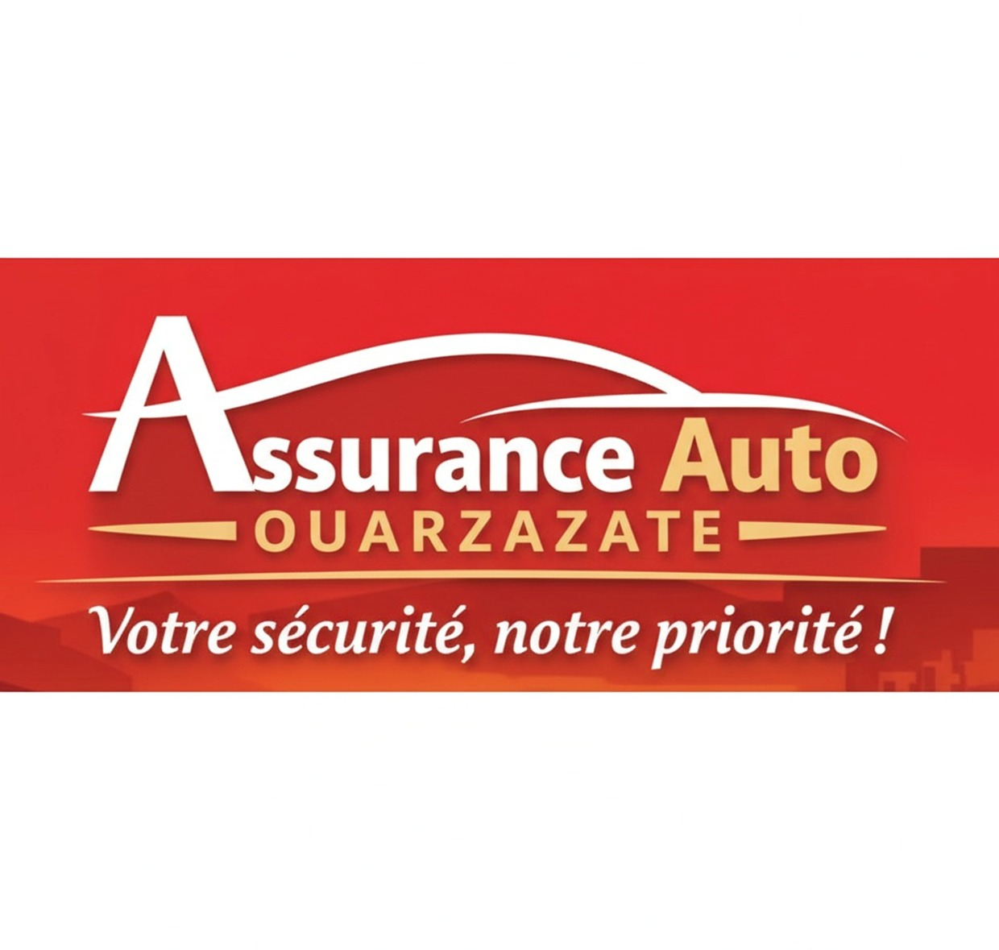 Assurance Auto
OUARZAZATE
Votre sécurité, notre priorité !